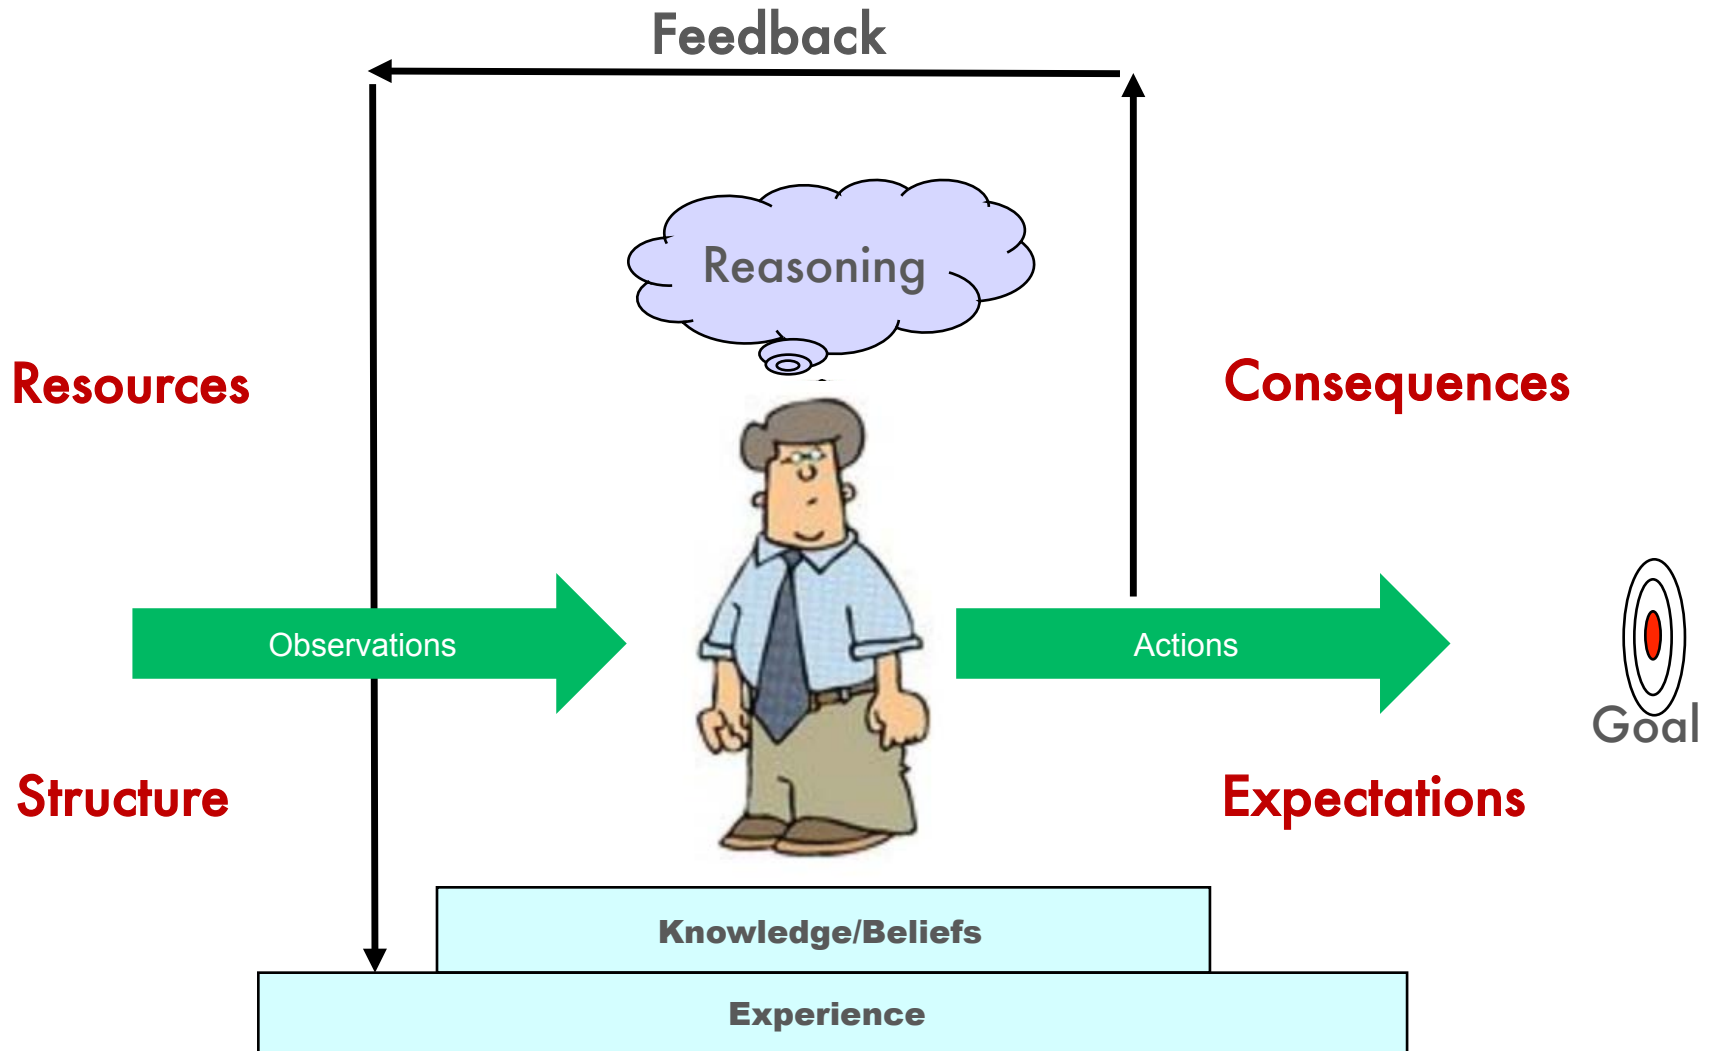 Feedback
Reasoning
Resources
Consequences
Observations
Actions
Goal
Structure
Expectations
Knowledge/Beliefs
Experience